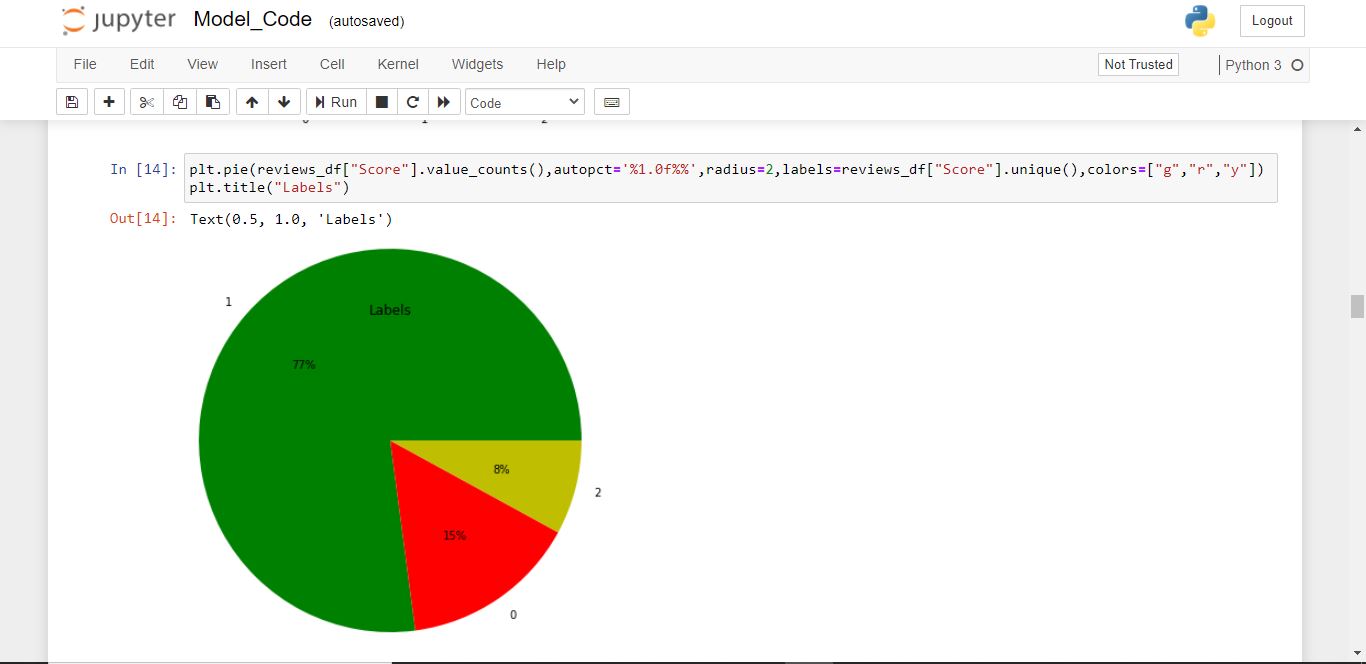 jupyter Model_Code (autosaved) Logout
File Edit View Insert Cell Kernel Widgets Help Not Trusted Python 3
Run Code
In [14]: plt.pie(reviews_df["Score"].value_counts(),autopct='%1.0f%%',radius=2,labels=reviews_df["Score"].unique(),colors=["g","r","y"])
plt.title("Labels")
Out[14]: Text(0.5, 1.0, 'Labels')
1
Labels
77%
8%
2
15%
0